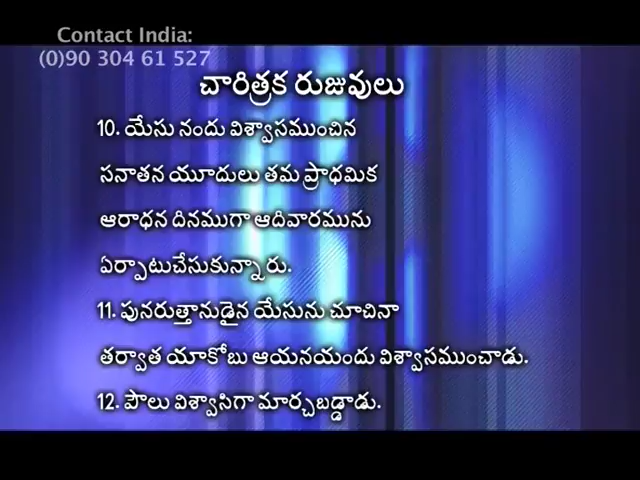 Contact India:
(0)90 304 61 527
చారిత్రక రుజువులు
10. యేసు నందు విశ్వాసముంచిన
సనాతన యూదులు తమ ప్రాధమిక
ఆరాధన దినముగా ఆదివారమును
ఏర్పాటుచేసుకున్నారు.
11. పునరుత్తానుడైన యేసును చూచినా
తర్వాత యాకోబు ఆయనయందు విశ్వాసముంచాడు.
12. పౌలు విశ్వాసిగా మార్చబడ్డాడు.